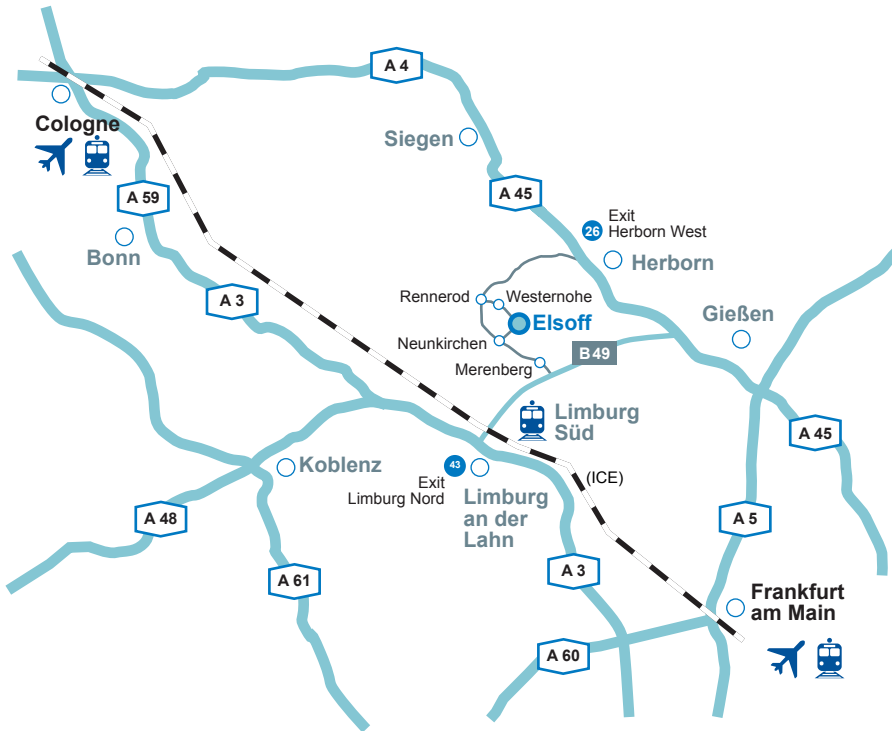 A 4
Cologne
Siegen
A 59
A 45
26
Exit
Herborn West
Bonn
Herborn
A 3
Rennerod
Westernohe
Elsoff
Gießen
Neunkirchen
B 49
Merenberg
Limburg
Süd
A 45
Koblenz
43
Exit
Limburg Nord
(ICE)
Limburg
an der
Lahn
A 48
A 5
A 61
A 3
Frankfurt
am Main
A 60